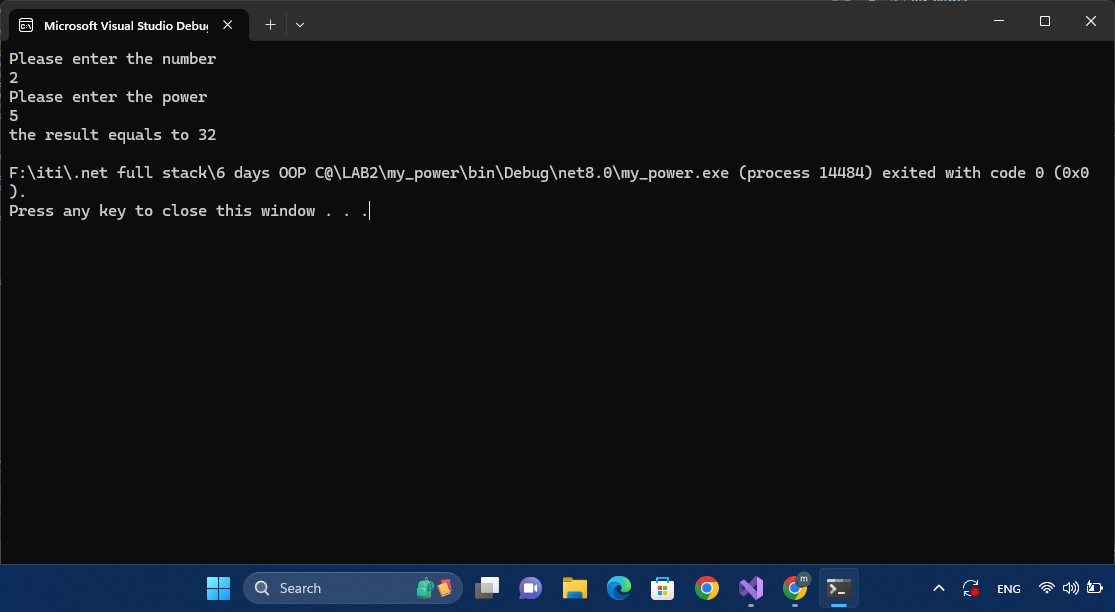 Microsoft Visual Studio Debug
Please enter the number
2
Please enter the power
5
the result equals to 32
F:\iti\.net full stack\6 days OOP C@\LAB2\my_power\bin\Debug\net8.0\my_power.exe (process 14484) exited with code 0 (0x0
).
Press any key to close this window . . .
Search
m
ENG